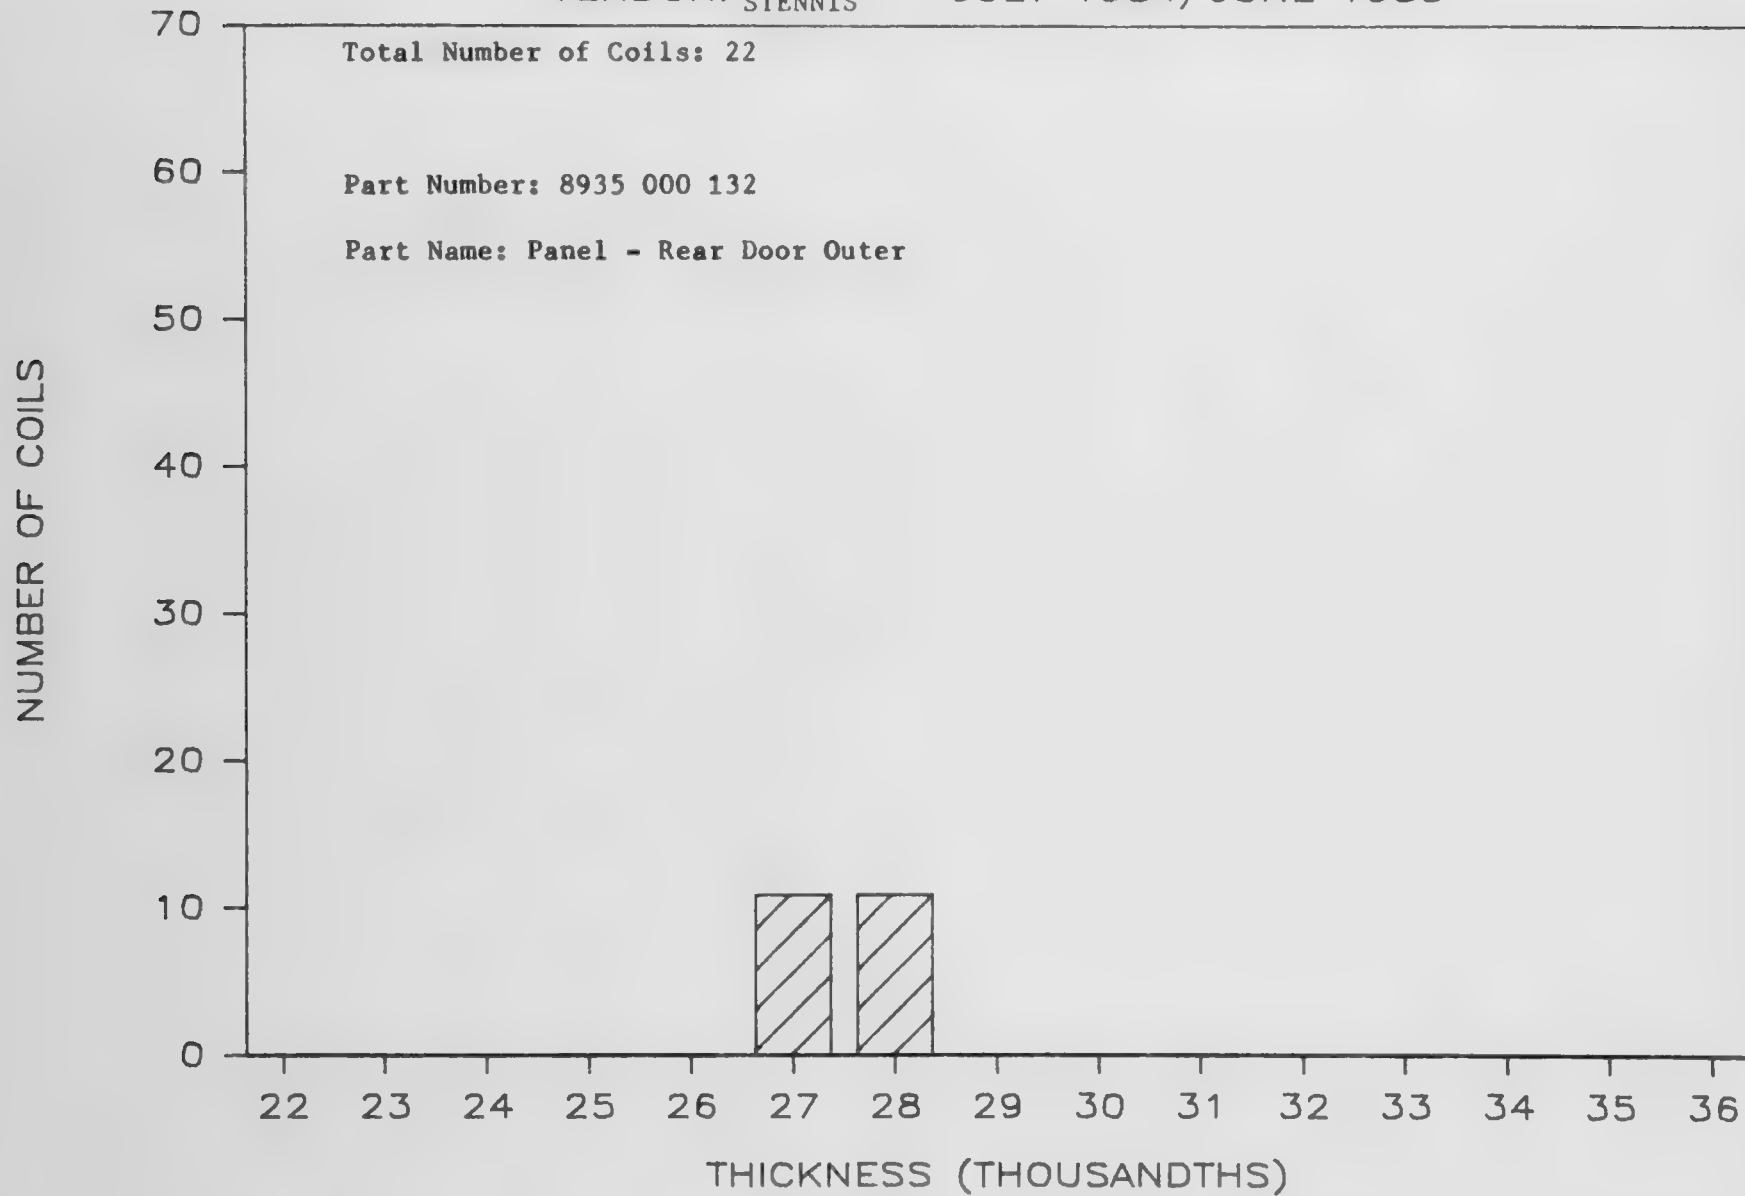 STENNIS
70
Total Number of Coils: 22
60
Part Number: 8935 000 132
Part Name: Panel - Rear Door Outer
50
40
30
20
10
0
NUMBER OF COILS
22 23 24 25 26 27 28 29 30 31 32 33 34 35 36
THICKNESS (THOUSANDTHS)